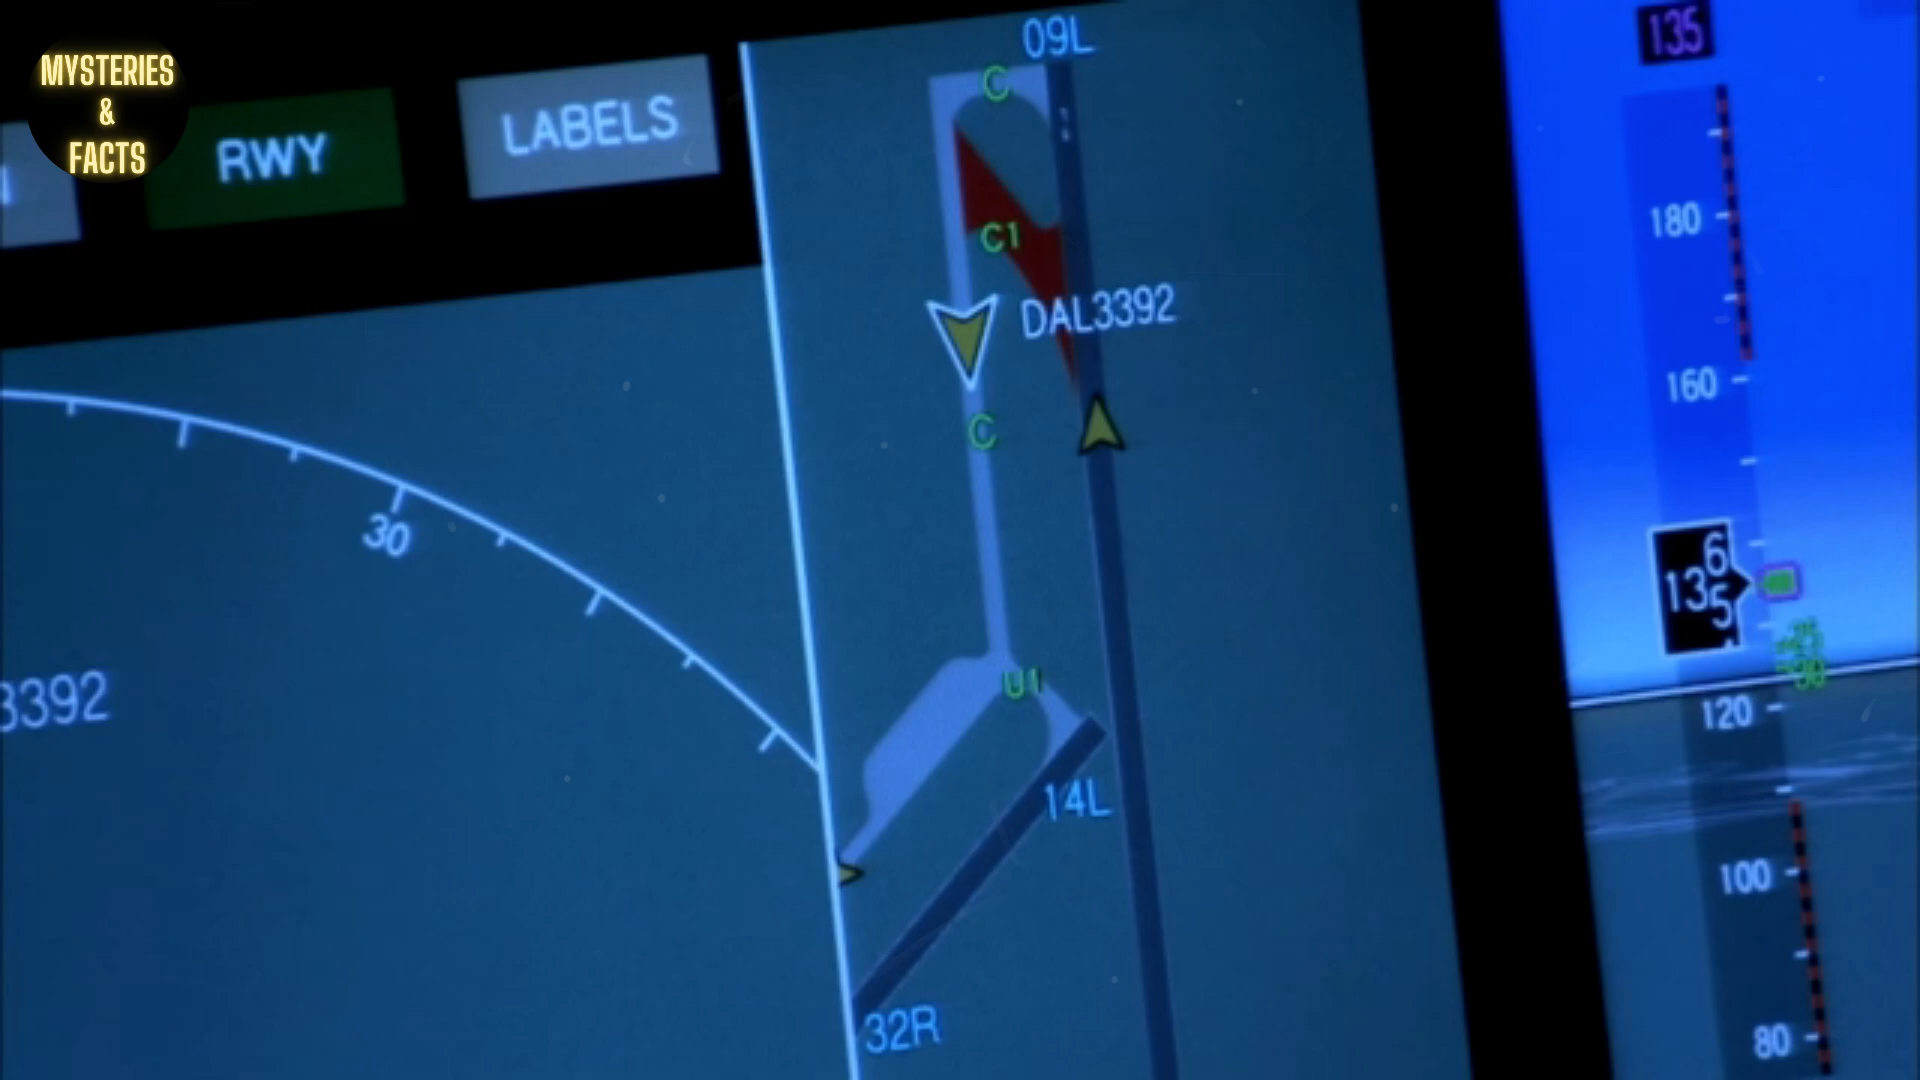 MYSTERIES
&
FACTS
RWY
LABELS
09L
C
1
C1
DAL3392
C
30
3392
U1
14L
32R
135
180
160
6
135
120
100
80